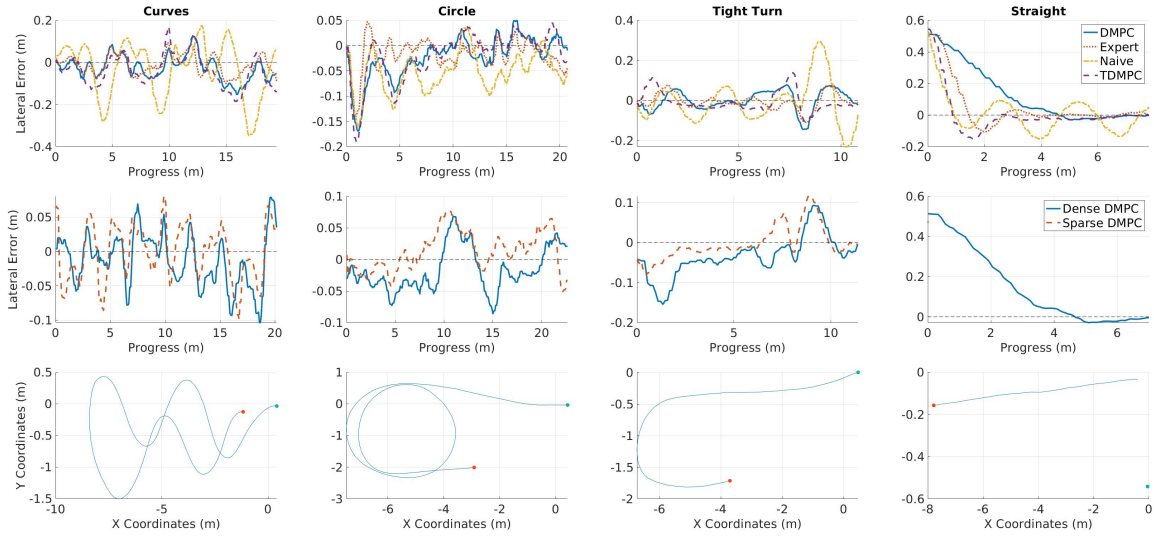 Curves
Circle
Tight Turn
Straight
Lateral Error (m)
0.2
0
-0.2
-0.4
0 5 10 15
Progress (m)
0.05
0
-0.05
-0.1
-0.15
-0.2
0 5 10 15 20
Progress (m)
0.4
0.2
0
-0.2
0 5 10
Progress (m)
0.6
0.4
0.2
0
-0.2
0 2 4 6
Progress (m)
DMPC
Expert
Naive
TDMPC
Lateral Error (m)
0.05
0
-0.05
-0.1
0 5 10 15 20
Progress (m)
0.1
0.05
0
-0.05
-0.1
0 5 10 15 20
Progress (m)
0.1
0
-0.1
-0.2
0 5 10
Progress (m)
0.6
0.4
0.2
0
0 2 4 6
Progress (m)
Dense DMPC
Sparse DMPC
Y Coordinates (m)
0.5
0
-0.5
-1
-1.5
-10 -5 0
X Coordinates (m)
1
0
-1
-2
-3
-6 -4 -2 0
X Coordinates (m)
0
-0.5
-1
-1.5
-2
-6 -4 -2 0
X Coordinates (m)
0
-0.2
-0.4
-0.6
-8 -6 -4 -2 0
X Coordinates (m)